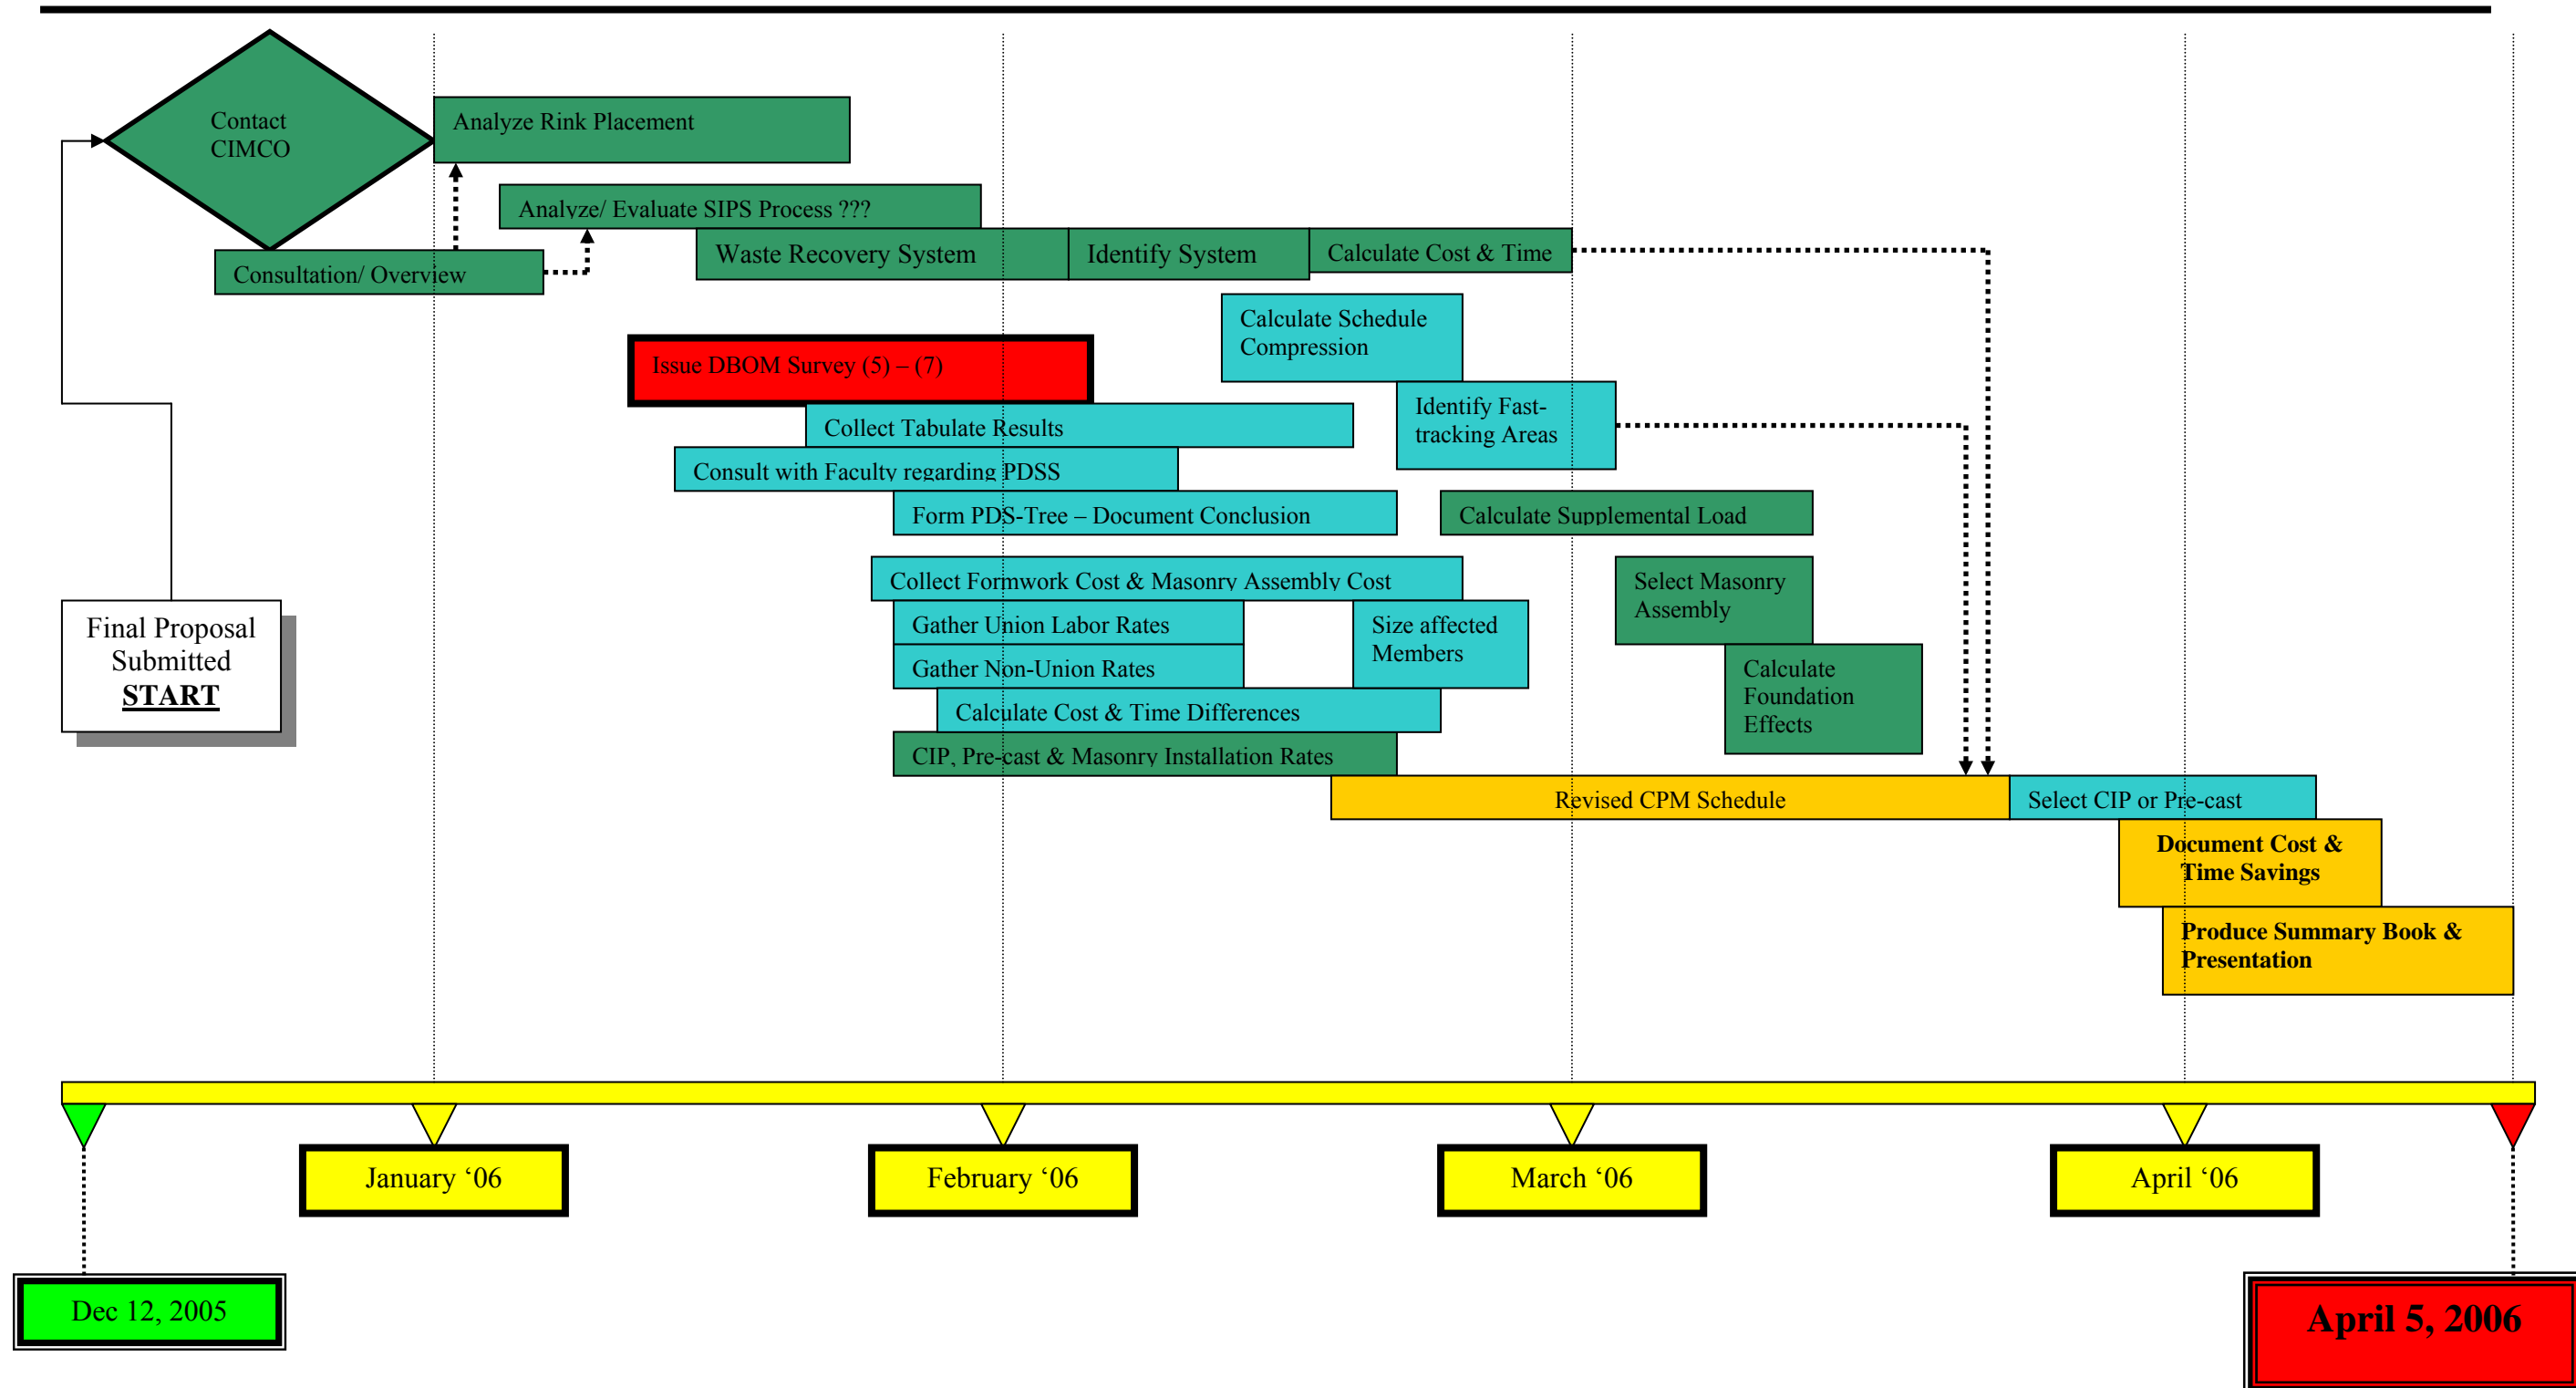 Contact
CIMCO
Analyze Rink Placement
Analyze/ Evaluate SIPS Process ???
Waste Recovery System
Identify System
Calculate Cost & Time
Consultation/ Overview
Calculate Schedule
Compression
Issue DBOM Survey (5) – (7)
Identify Fast-
tracking Areas
Collect Tabulate Results
Consult with Faculty regarding PDSS
Form PDS-Tree – Document Conclusion
Calculate Supplemental Load
Collect Formwork Cost & Masonry Assembly Cost
Select Masonry
Assembly
Final Proposal
Submitted
START
Gather Union Labor Rates
Size affected
Members
Gather Non-Union Rates
Calculate
Foundation
Effects
Calculate Cost & Time Differences
CIP, Pre-cast & Masonry Installation Rates
Revised CPM Schedule
Select CIP or Pre-cast
Document Cost &
Time Savings
Produce Summary Book &
Presentation
January ‘06
February ‘06
March ‘06
April ‘06
Dec 12, 2005
April 5, 2006